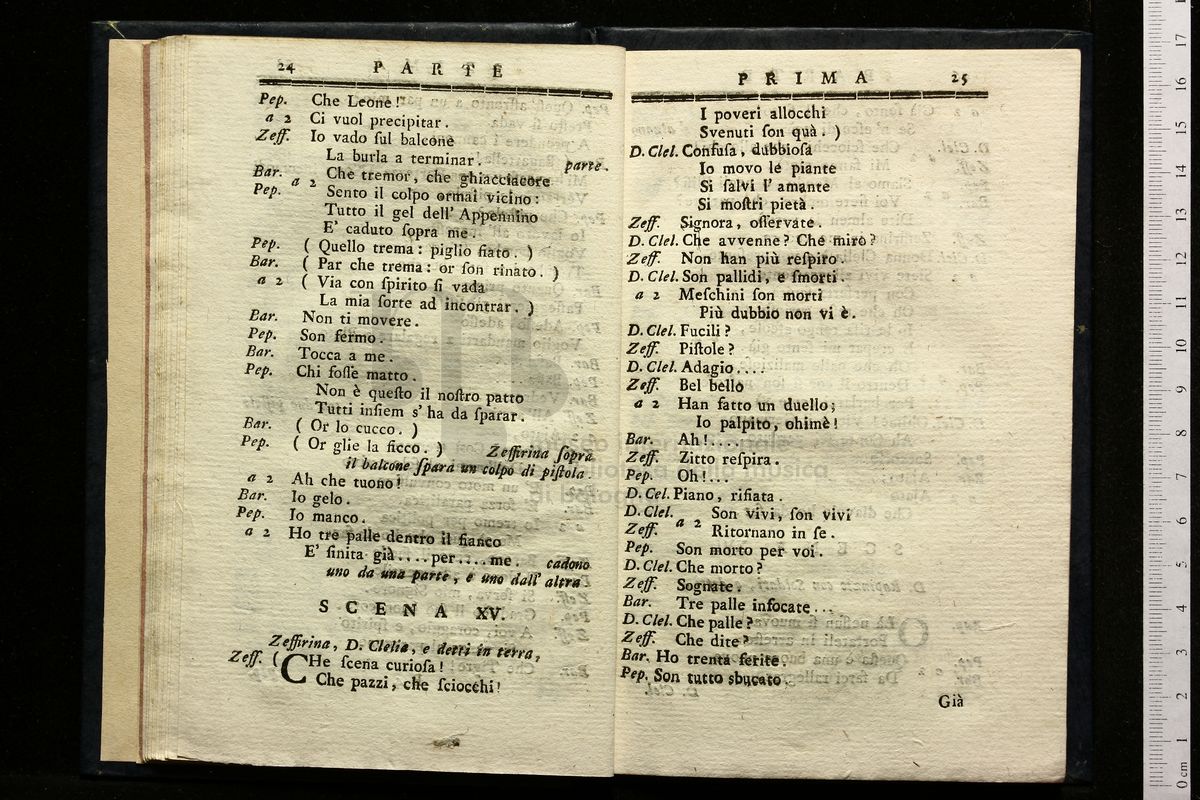 24 PARTE
Pep. Che Leone!
a 2 Ci vuol precipitar.
Zeff. Io vado ſul balcone
La burla a terminar. parte.
Bar. Che tremor, che ghiacciacore
Pep. a 2 Sento il colpo ormai vicino:
Tutto il gel dell' Appennino
E' caduto ſopra me.
Pep. ( Quello trema: piglio fiato. )
Bar. ( Par che trema: or ſon rinato. )
a 2 ( Via con ſpirito ſi vada
La mia ſorte ad incontrar. )
Bar. Non ti movere.
Pep. Son fermo.
Bar. Tocca a me.
Pep. Chi foſſe matto.
Non è queſto il noſtro patto
Tutti inſiem s' ha da ſparar.
Bar. ( Or lo cucco. )
Pep. ( Or glie la ficco. ) Zeffirina ſopra
il balcone ſpara un colpo di piſtola.
a 2 Ah che tuono!
Bar. Io gelo.
Pep. Io manco.
a 2 Ho tre palle dentro il fianco
E' finita già .... per .... me. cadono
uno da una parte, e uno dall' altra
SCENA XV.
Zeffirina, D. Clelia, e detti in terra,
Zeff. ( CHe ſcena curioſa!
Che pazzi, che ſciocchi!
PRIMA 25
I poveri allocchi
Svenuti ſon quà. )
D. Clel. Confuſa, dubbioſa
Io movo le piante
Si ſalvi l' amante
Si moſtri pietà.
Zeff. Signora, oſſervate.
D. Clel. Che avvenne? Che miro?
Zeff. Non han più reſpiro.
D. Clel. Son pallidi, e ſmorti.
a 2 Meſchini ſon morti
Più dubbio non vi è.
D. Clel. Fucili?
Zeff. Piſtole?
D. Clel. Adagio....
Zeff. Bel bello
a 2 Han fatto un duello;
Io palpito, ohimè!
Bar. Ah!....
Zeff. Zitto reſpira.
Pep. Oh!...
D. Cel. Piano, rifiata.
D. Clel. Son vivi, ſon vivi
Zeff. a 2 Ritornano in ſe.
Pep. Son morto per voi.
D. Clel. Che morto?
Zeff. Sognate.
Bar. Tre palle infocate...
D. Clel. Che palle?
Zeff. Che dite?
Bar. Ho trenta ferite.
Pep. Son tutto sbucato.
Già